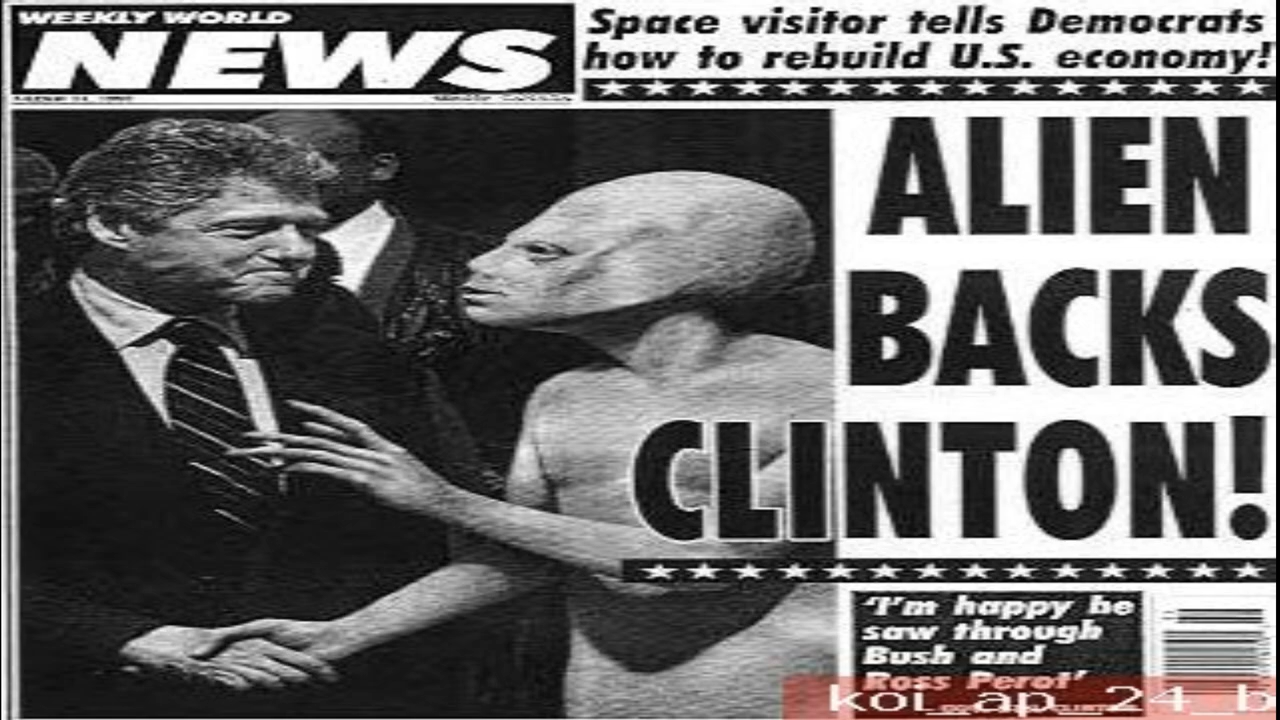 WEEKLY WORLD
NEWS
Space visitor tells Democrats
how to rebuild U.S. economy!
ALIEN
BACKS
CLINTON!
'I'm happy he
saw through
Bush and
Ross Perot'
koi_ap_24_b